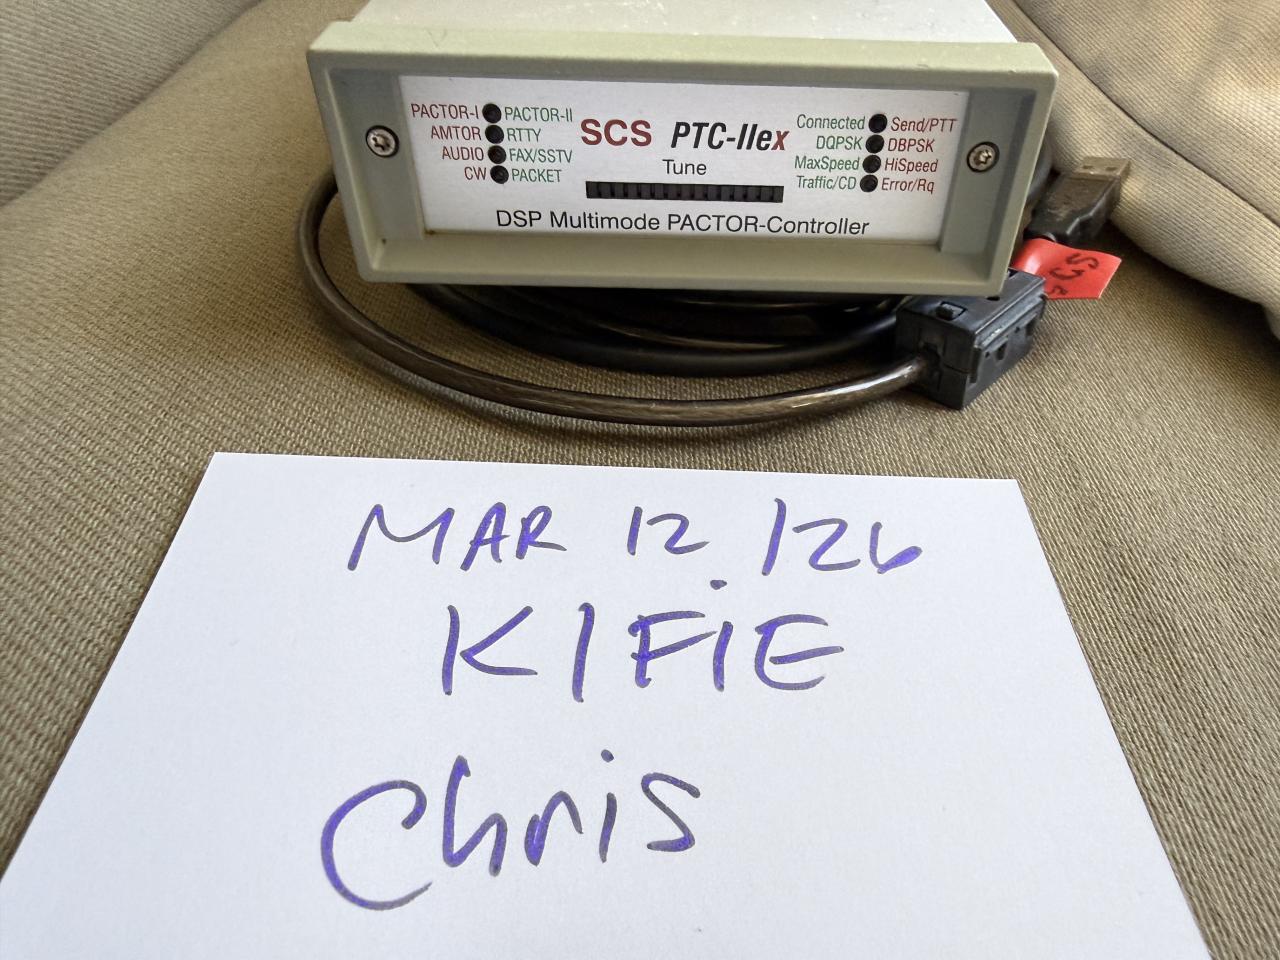 PACTOR-I PACTOR-II
AMTOR RTTY
AUDIO FAX/SSTV
CW PACKET
SCS PTC-IIex
Tune
Connected Send/PTT
DQPSK DBPSK
MaxSpeed HiSpeed
Traffic/CD Error/Rq
DSP Multimode PACTOR-Controller
SCS
MAR 12 /26
K1FIE
Chris